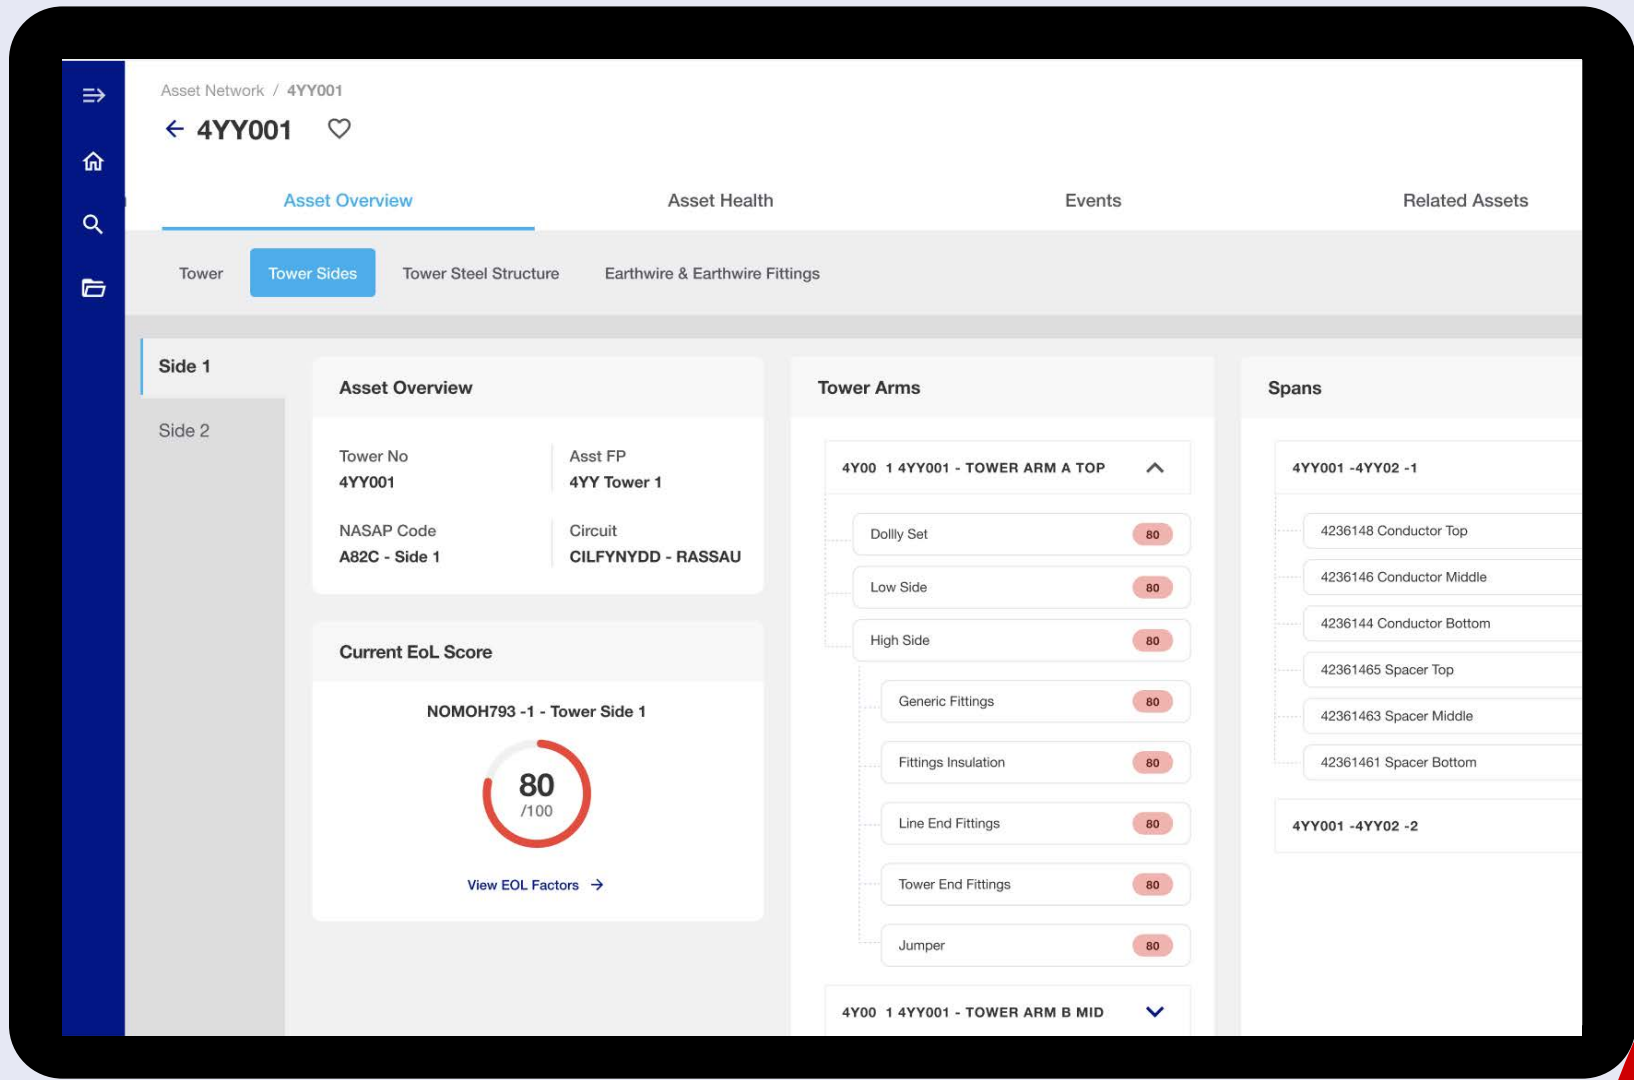 Asset Network / 4YY001
4YY001
Asset Overview
Asset Health
Events
Related Assets
Tower
Tower Sides
Tower Steel Structure
Earthwire & Earthwire Fittings
Side 1
Side 2
Asset Overview
Tower No
4YY001
Asst FP
4YY Tower 1
NASAP Code
A82C - Side 1
Circuit
CILFYNYDD - RASSAU
Current EoL Score
NOMOH793 -1 - Tower Side 1
80
/100
View EOL Factors
Tower Arms
4Y00 1 4YY001 - TOWER ARM A TOP
Dollly Set 80
Low Side 80
High Side 80
Generic Fittings 80
Fittings Insulation 80
Line End Fittings 80
Tower End Fittings 80
Jumper 80
4Y00 1 4YY001 - TOWER ARM B MID
Spans
4YY001 -4YY02 -1
4236148 Conductor Top
4236146 Conductor Middle
4236144 Conductor Bottom
42361465 Spacer Top
42361463 Spacer Middle
42361461 Spacer Bottom
4YY001 -4YY02 -2